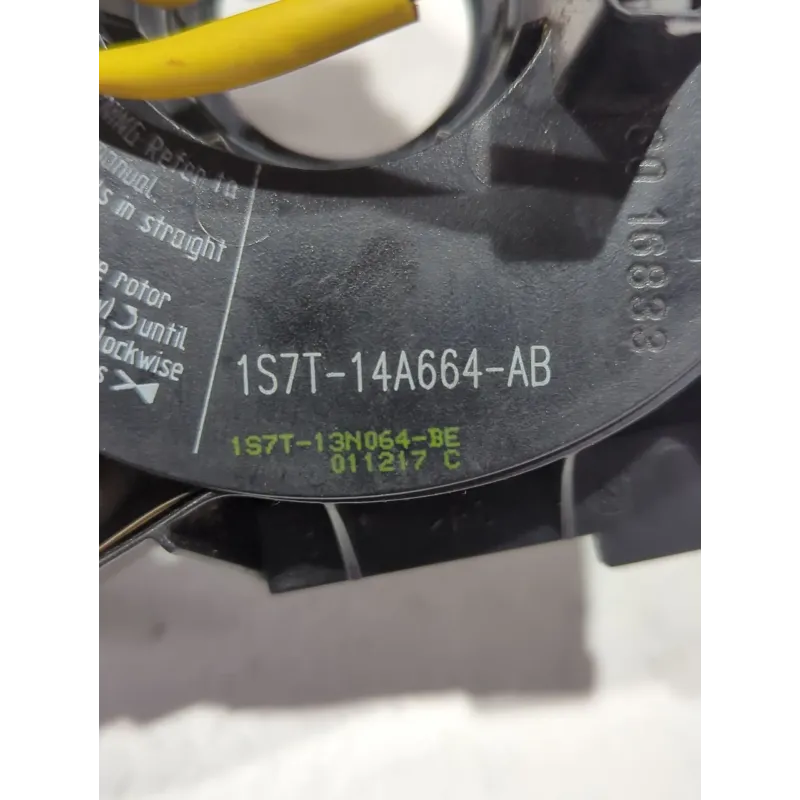 Refer to
manual.
s in straight
e rotor
until
lockwise
s
1S7T-14A664-AB
1S7T-13N064-BE
011217 C
16833